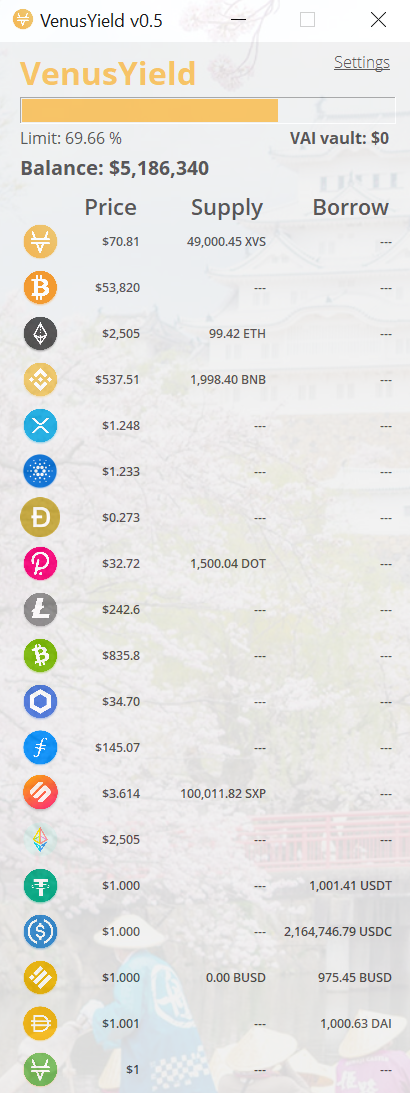 VenusYield v0.5
VenusYield Settings
Limit: 69.66 % VAI vault: $0
Balance: $5,186,340
Price Supply Borrow
$70.81 49,000.45 XVS ---
$53,820 --- ---
$2,505 99.42 ETH ---
$537.51 1,998.40 BNB ---
$1.248 --- ---
$1.233 --- ---
$0.273 --- ---
$32.72 1,500.04 DOT ---
$242.6 --- ---
$835.8 --- ---
$34.70 --- ---
$145.07 --- ---
$3.614 100,011.82 SXP ---
$2,505 --- ---
$1.000 --- 1,001.41 USDT
$1.000 --- 2,164,746.79 USDC
$1.000 0.00 BUSD 975.45 BUSD
$1.001 --- 1,000.63 DAI
$1 --- ---